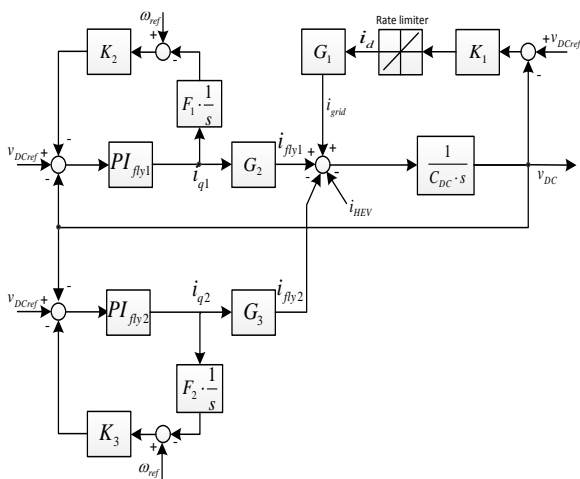 ω_ref
+
-
K_2
F_1 · 1/s
v_DCref
+
-
-
PI_fly1
i_q1
G_2
i_fly1
G_1
i_d
Rate limiter
K_1
+
v_DCref
-
i_grid
+
+
-
-
i_HEV
1/(C_DC · s)
v_DC
v_DCref
+
-
-
PI_fly2
i_q2
G_3
i_fly2
F_2 · 1/s
K_3
+
-
ω_ref